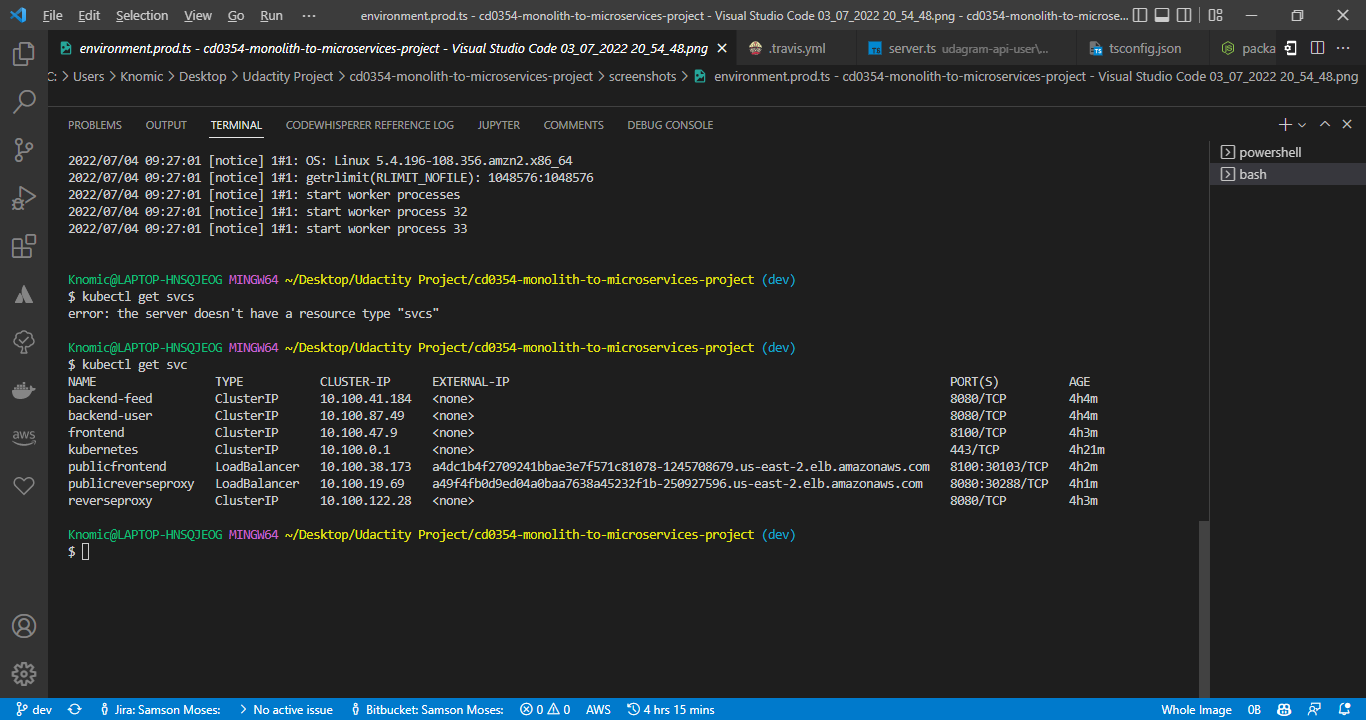 File Edit Selection View Go Run ··· environment.prod.ts - cd0354-monolith-to-microservices-project - Visual Studio Code 03_07_2022 20_54_48.png - cd0354-monolith-to-microservices-project - Visual Studio Code 03_07_2022 20_54_48.png - cd0354-monolith-to-microse...
environment.prod.ts - cd0354-monolith-to-microservices-project - Visual Studio Code 03_07_2022 20_54_48.png .travis.yml server.ts udagram-api-user\... tsconfig.json packa ···
C: > Users > Knomic > Desktop > Udactity Project > cd0354-monolith-to-microservices-project > screenshots > environment.prod.ts - cd0354-monolith-to-microservices-project - Visual Studio Code 03_07_2022 20_54_48.png
PROBLEMS OUTPUT TERMINAL CODEWHISPERER REFERENCE LOG JUPYTER COMMENTS DEBUG CONSOLE
powershell
bash
2022/07/04 09:27:01 [notice] 1#1: OS: Linux 5.4.196-108.356.amzn2.x86_64
2022/07/04 09:27:01 [notice] 1#1: getrlimit(RLIMIT_NOFILE): 1048576:1048576
2022/07/04 09:27:01 [notice] 1#1: start worker processes
2022/07/04 09:27:01 [notice] 1#1: start worker process 32
2022/07/04 09:27:01 [notice] 1#1: start worker process 33
Knomic@LAPTOP-HNSQJEOG MINGW64 ~/Desktop/Udactity Project/cd0354-monolith-to-microservices-project (dev)
$ kubectl get svcs
error: the server doesn't have a resource type "svcs"
Knomic@LAPTOP-HNSQJEOG MINGW64 ~/Desktop/Udactity Project/cd0354-monolith-to-microservices-project (dev)
$ kubectl get svc
NAME TYPE CLUSTER-IP EXTERNAL-IP PORT(S) AGE
backend-feed ClusterIP 10.100.41.184 <none> 8080/TCP 4h4m
backend-user ClusterIP 10.100.87.49 <none> 8080/TCP 4h4m
frontend ClusterIP 10.100.47.9 <none> 8100/TCP 4h3m
kubernetes ClusterIP 10.100.0.1 <none> 443/TCP 4h21m
publicfrontend LoadBalancer 10.100.38.173 a4dc1b4f2709241bbae3e7f571c81078-1245708679.us-east-2.elb.amazonaws.com 8100:30103/TCP 4h2m
publicreverseproxy LoadBalancer 10.100.19.69 a49f4fb0d9ed04a0baa7638a45232f1b-250927596.us-east-2.elb.amazonaws.com 8080:30288/TCP 4h1m
reverseproxy ClusterIP 10.100.122.28 <none> 8080/TCP 4h3m
Knomic@LAPTOP-HNSQJEOG MINGW64 ~/Desktop/Udactity Project/cd0354-monolith-to-microservices-project (dev)
$
aws
dev Jira: Samson Moses: > No active issue Bitbucket: Samson Moses: 0 0 AWS 4 hrs 15 mins Whole Image 0B